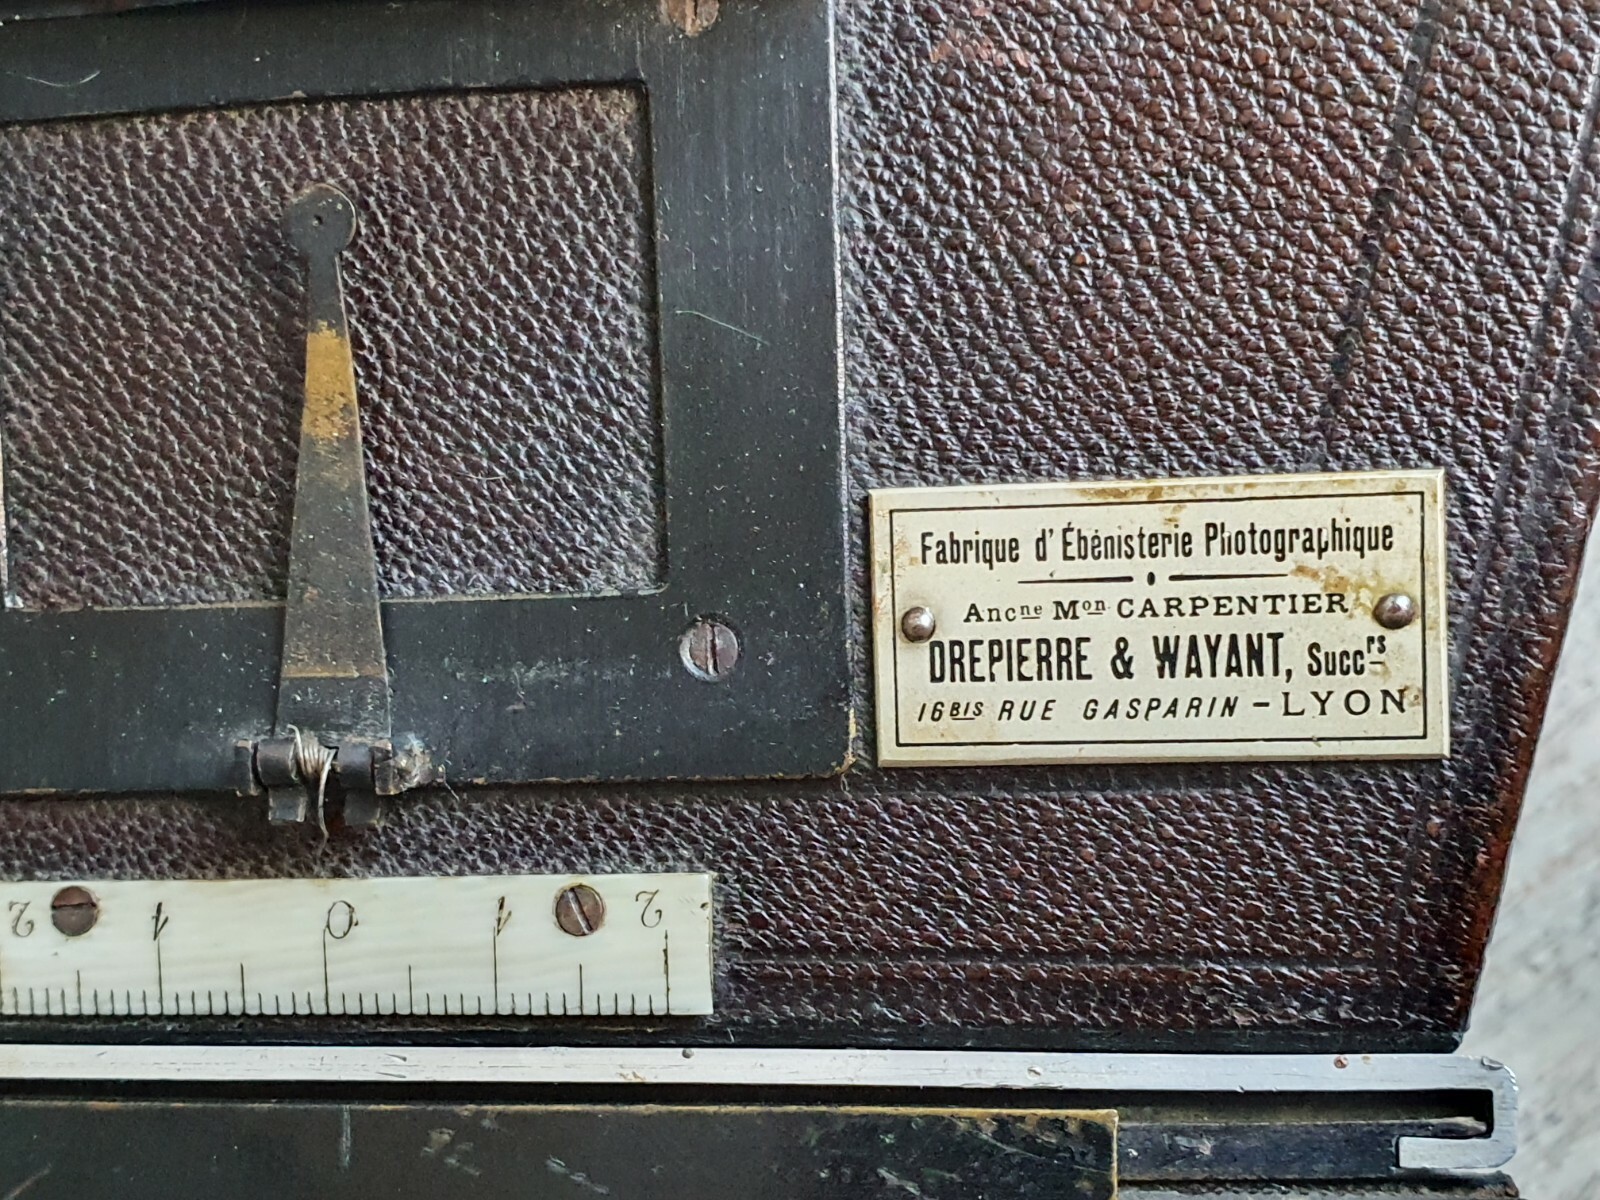 Fabrique d'Ébénisterie Photographique
Ancne Mon CARPENTIER
DREPIERRE & WAYANT, Succrs
16BIS RUE GASPARIN - LYON
2 1 0 1 2